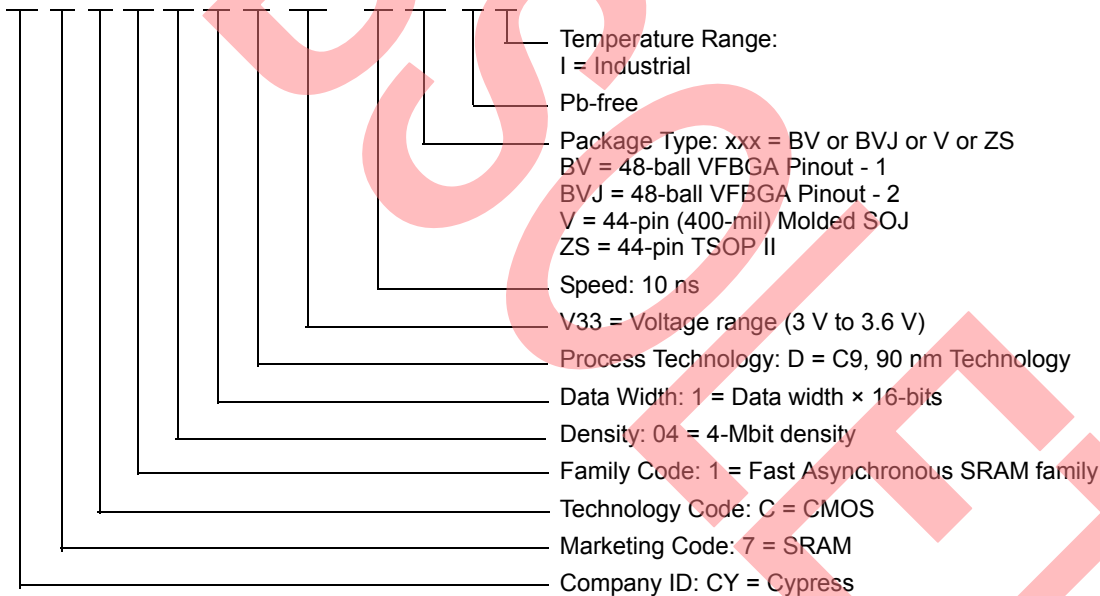 Temperature Range:
I = Industrial
Pb-free
Package Type: xxx = BV or BVJ or V or ZS
BV = 48-ball VFBGA Pinout - 1
BVJ = 48-ball VFBGA Pinout - 2
V = 44-pin (400-mil) Molded SOJ
ZS = 44-pin TSOP II
Speed: 10 ns
V33 = Voltage range (3 V to 3.6 V)
Process Technology: D = C9, 90 nm Technology
Data Width: 1 = Data width × 16-bits
Density: 04 = 4-Mbit density
Family Code: 1 = Fast Asynchronous SRAM family
Technology Code: C = CMOS
Marketing Code: 7 = SRAM
Company ID: CY = Cypress